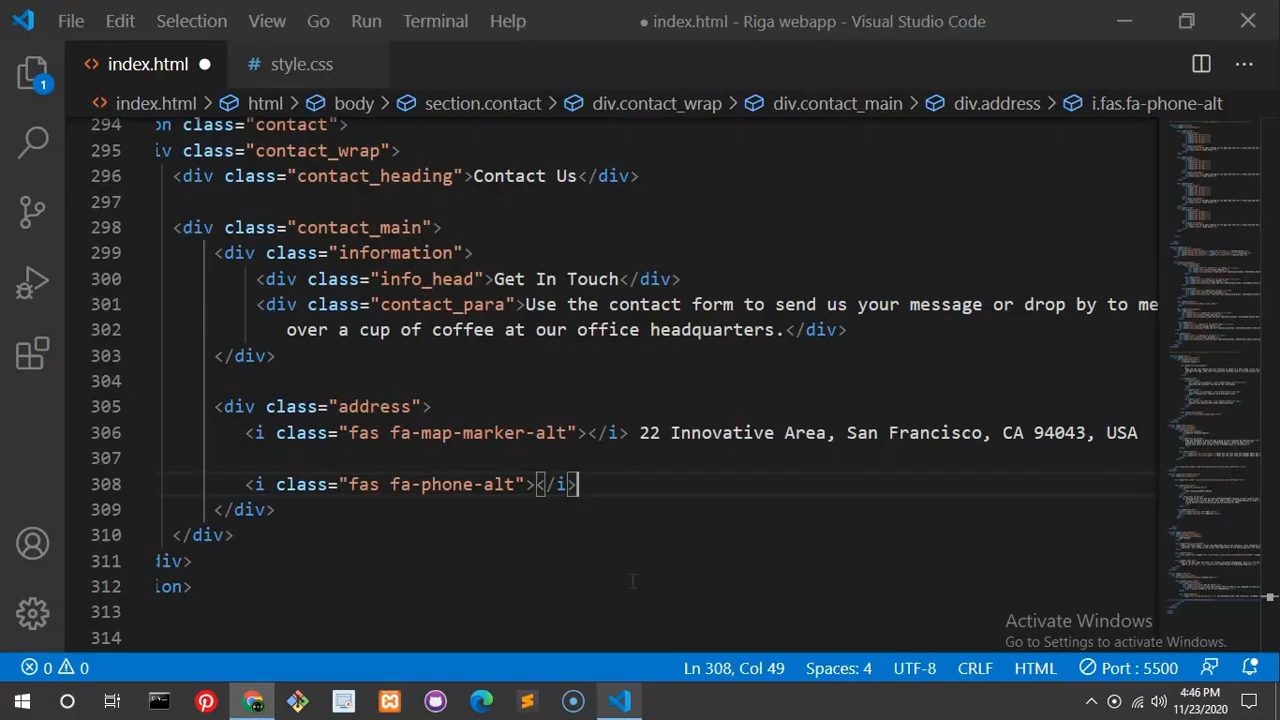 File Edit Selection View Go Run Terminal Help ● index.html - Riga webapp - Visual Studio Code
1
<> index.html ● # style.css
<> index.html > html > body > section.contact > div.contact_wrap > div.contact_main > div.address > i.fas.fa-phone-alt
294 on class="contact">
295 iv class="contact_wrap">
296 <div class="contact_heading">Contact Us</div>
297
298 <div class="contact_main">
299 <div class="information">
300 <div class="info_head">Get In Touch</div>
301 <div class="contact_para">Use the contact form to send us your message or drop by to me
302 over a cup of coffee at our office headquarters.</div>
303 </div>
304
305 <div class="address">
306 <i class="fas fa-map-marker-alt"></i> 22 Innovative Area, San Francisco, CA 94043, USA
307
308 <i class="fas fa-phone-alt"></i>
309 </div>
310 </div>
311 div>
312 ion>
313
314
Activate Windows
Go to Settings to activate Windows.
0 0 Ln 308, Col 49 Spaces: 4 UTF-8 CRLF HTML Port : 5500
4:46 PM
11/23/2020